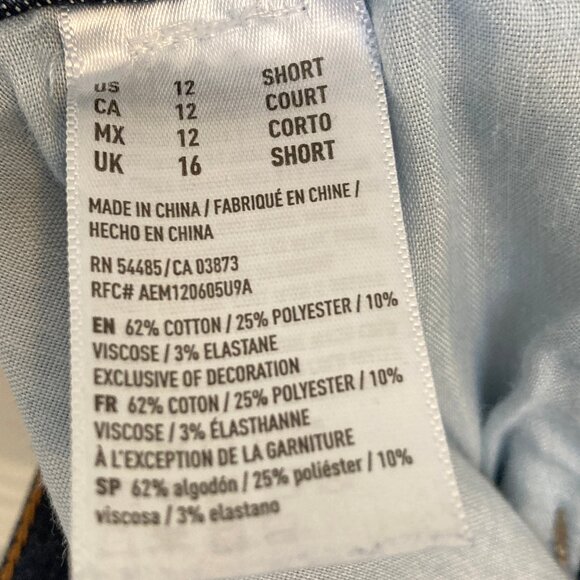 US 12 SHORT
CA 12 COURT
MX 12 CORTO
UK 16 SHORT
MADE IN CHINA / FABRIQUÉ EN CHINE /
HECHO EN CHINA
RN 54485/CA 03873
RFC# AEM120605U9A
EN 62% COTTON / 25% POLYESTER / 10%
VISCOSE / 3% ELASTANE
EXCLUSIVE OF DECORATION
FR 62% COTON / 25% POLYESTER / 10%
VISCOSE / 3% ÉLASTHANNE
À L'EXCEPTION DE LA GARNITURE
SP 62% algodón / 25% poliéster / 10%
viscosa / 3% elastano